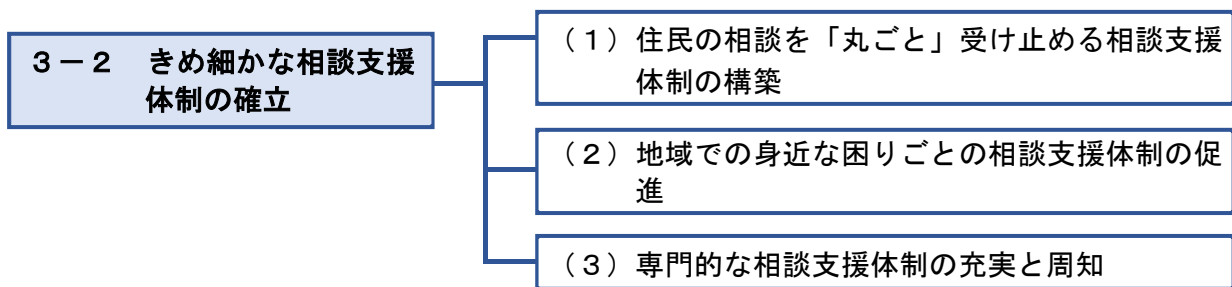 3－2　きめ細かな相談支援
体制の確立
（1）住民の相談を「丸ごと」受け止める相談支援
体制の構築
（2）地域での身近な困りごとの相談支援体制の促
進
（3）専門的な相談支援体制の充実と周知